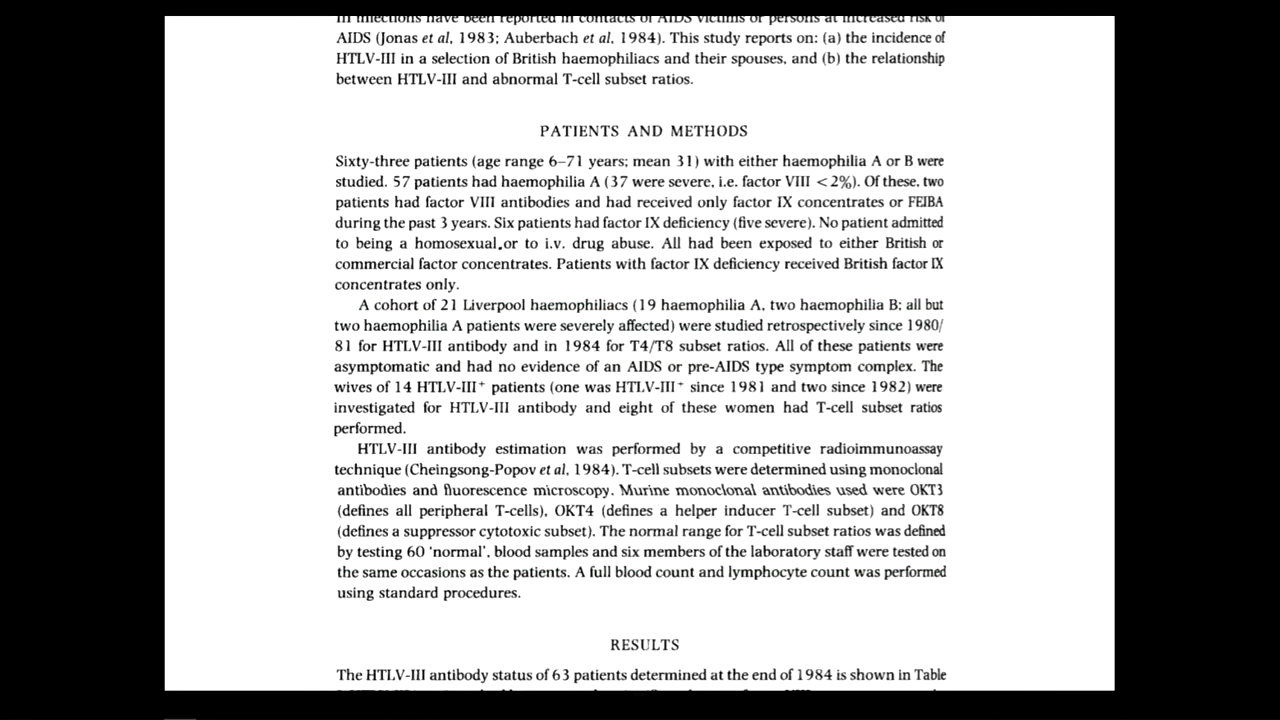 III infections have been reported in contacts of AIDS victims or persons at increased risk of
AIDS (Jonas et al, 1983; Auberbach et al, 1984). This study reports on: (a) the incidence of
HTLV-III in a selection of British haemophiliacs and their spouses, and (b) the relationship
between HTLV-III and abnormal T-cell subset ratios.
PATIENTS AND METHODS
Sixty-three patients (age range 6–71 years; mean 31) with either haemophilia A or B were
studied. 57 patients had haemophilia A (37 were severe, i.e. factor VIII <2%). Of these, two
patients had factor VIII antibodies and had received only factor IX concentrates or FEIBA
during the past 3 years. Six patients had factor IX deficiency (five severe). No patient admitted
to being a homosexual,or to i.v. drug abuse. All had been exposed to either British or
commercial factor concentrates. Patients with factor IX deficiency received British factor IX
concentrates only.
A cohort of 21 Liverpool haemophiliacs (19 haemophilia A, two haemophilia B; all but
two haemophilia A patients were severely affected) were studied retrospectively since 1980/
81 for HTLV-III antibody and in 1984 for T4/T8 subset ratios. All of these patients were
asymptomatic and had no evidence of an AIDS or pre-AIDS type symptom complex. The
wives of 14 HTLV-III+ patients (one was HTLV-III+ since 1981 and two since 1982) were
investigated for HTLV-III antibody and eight of these women had T-cell subset ratios
performed.
HTLV-III antibody estimation was performed by a competitive radioimmunoassay
technique (Cheingsong-Popov et al, 1984). T-cell subsets were determined using monoclonal
antibodies and fluorescence microscopy. Murine monoclonal antibodies used were OKT3
(defines all peripheral T-cells), OKT4 (defines a helper inducer T-cell subset) and OKT8
(defines a suppressor cytotoxic subset). The normal range for T-cell subset ratios was defined
by testing 60 'normal', blood samples and six members of the laboratory staff were tested on
the same occasions as the patients. A full blood count and lymphocyte count was performed
using standard procedures.
RESULTS
The HTLV-III antibody status of 63 patients determined at the end of 1984 is shown in Table